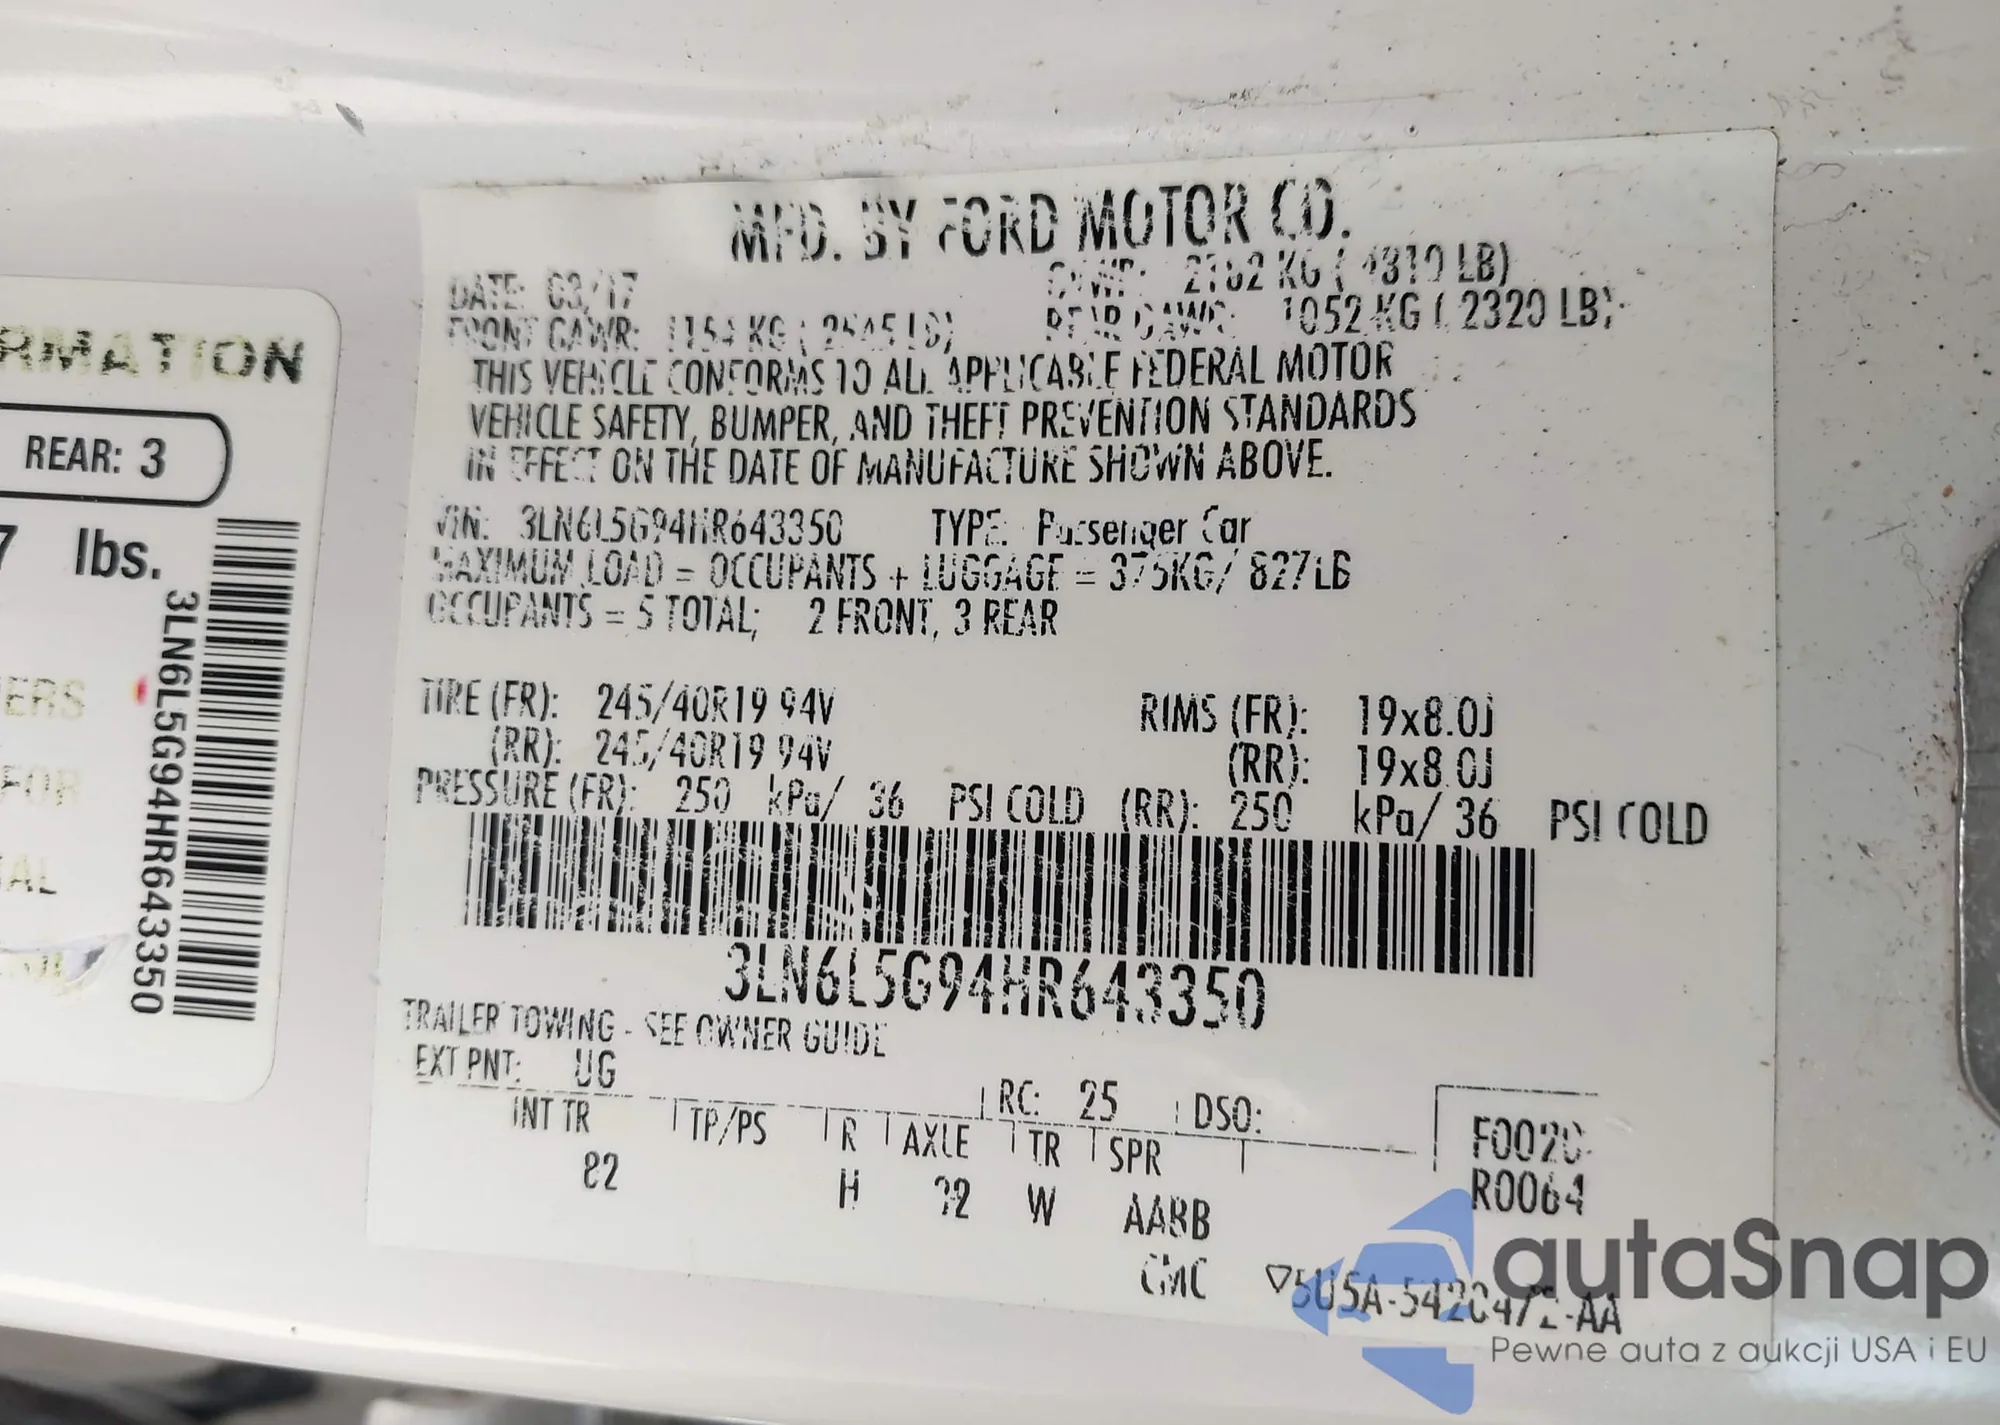 RMATION
REAR: 3
7 lbs.
3LN6L5G94HR643350
ERS
FOR
MFD. BY FORD MOTOR CO.
DATE: 03/17
KG ( LB)
FRONT GAWR: 1154 KG ( 2545 LB)
REAR GAWR: 1052 KG ( 2320 LB);
THIS VEHICLE CONFORMS TO ALL APPLICABLE FEDERAL MOTOR
VEHICLE SAFETY, BUMPER, AND THEFT PREVENTION STANDARDS
IN EFFECT ON THE DATE OF MANUFACTURE SHOWN ABOVE.
VIN: 3LN6L5G94HR643350 TYPE: Passenger Car
MAXIMUM LOAD = OCCUPANTS + LUGGAGE = 375KG/ 827LB
OCCUPANTS = 5 TOTAL; 2 FRONT, 3 REAR
TIRE (FR): 245/40R19 94V RIMS (FR): 19x8.0J
(RR): 245/40R19 94V (RR): 19x8.0J
PRESSURE (FR): 250 kPa/ 36 PSI COLD (RR): 250 kPa/ 36 PSI COLD
3LN6L5G94HR643350
TRAILER TOWING - SEE OWNER GUIDE
EXT PNT: UG RC: 25 DSO:
INT TR TP/PS R AXLE TR SPR
82 H W AABB
CMC
F0020
R0064
autaSnap
Pewne auta z aukcji USA i EU